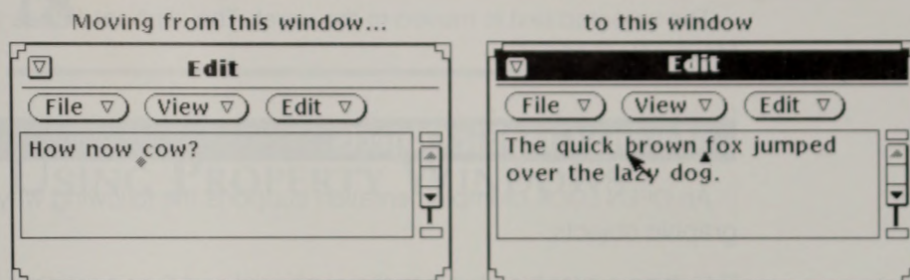 Moving from this window...
to this window
Edit
File View Edit
How now cow?
Edit
File View Edit
The quick brown fox jumped
over the lazy dog.